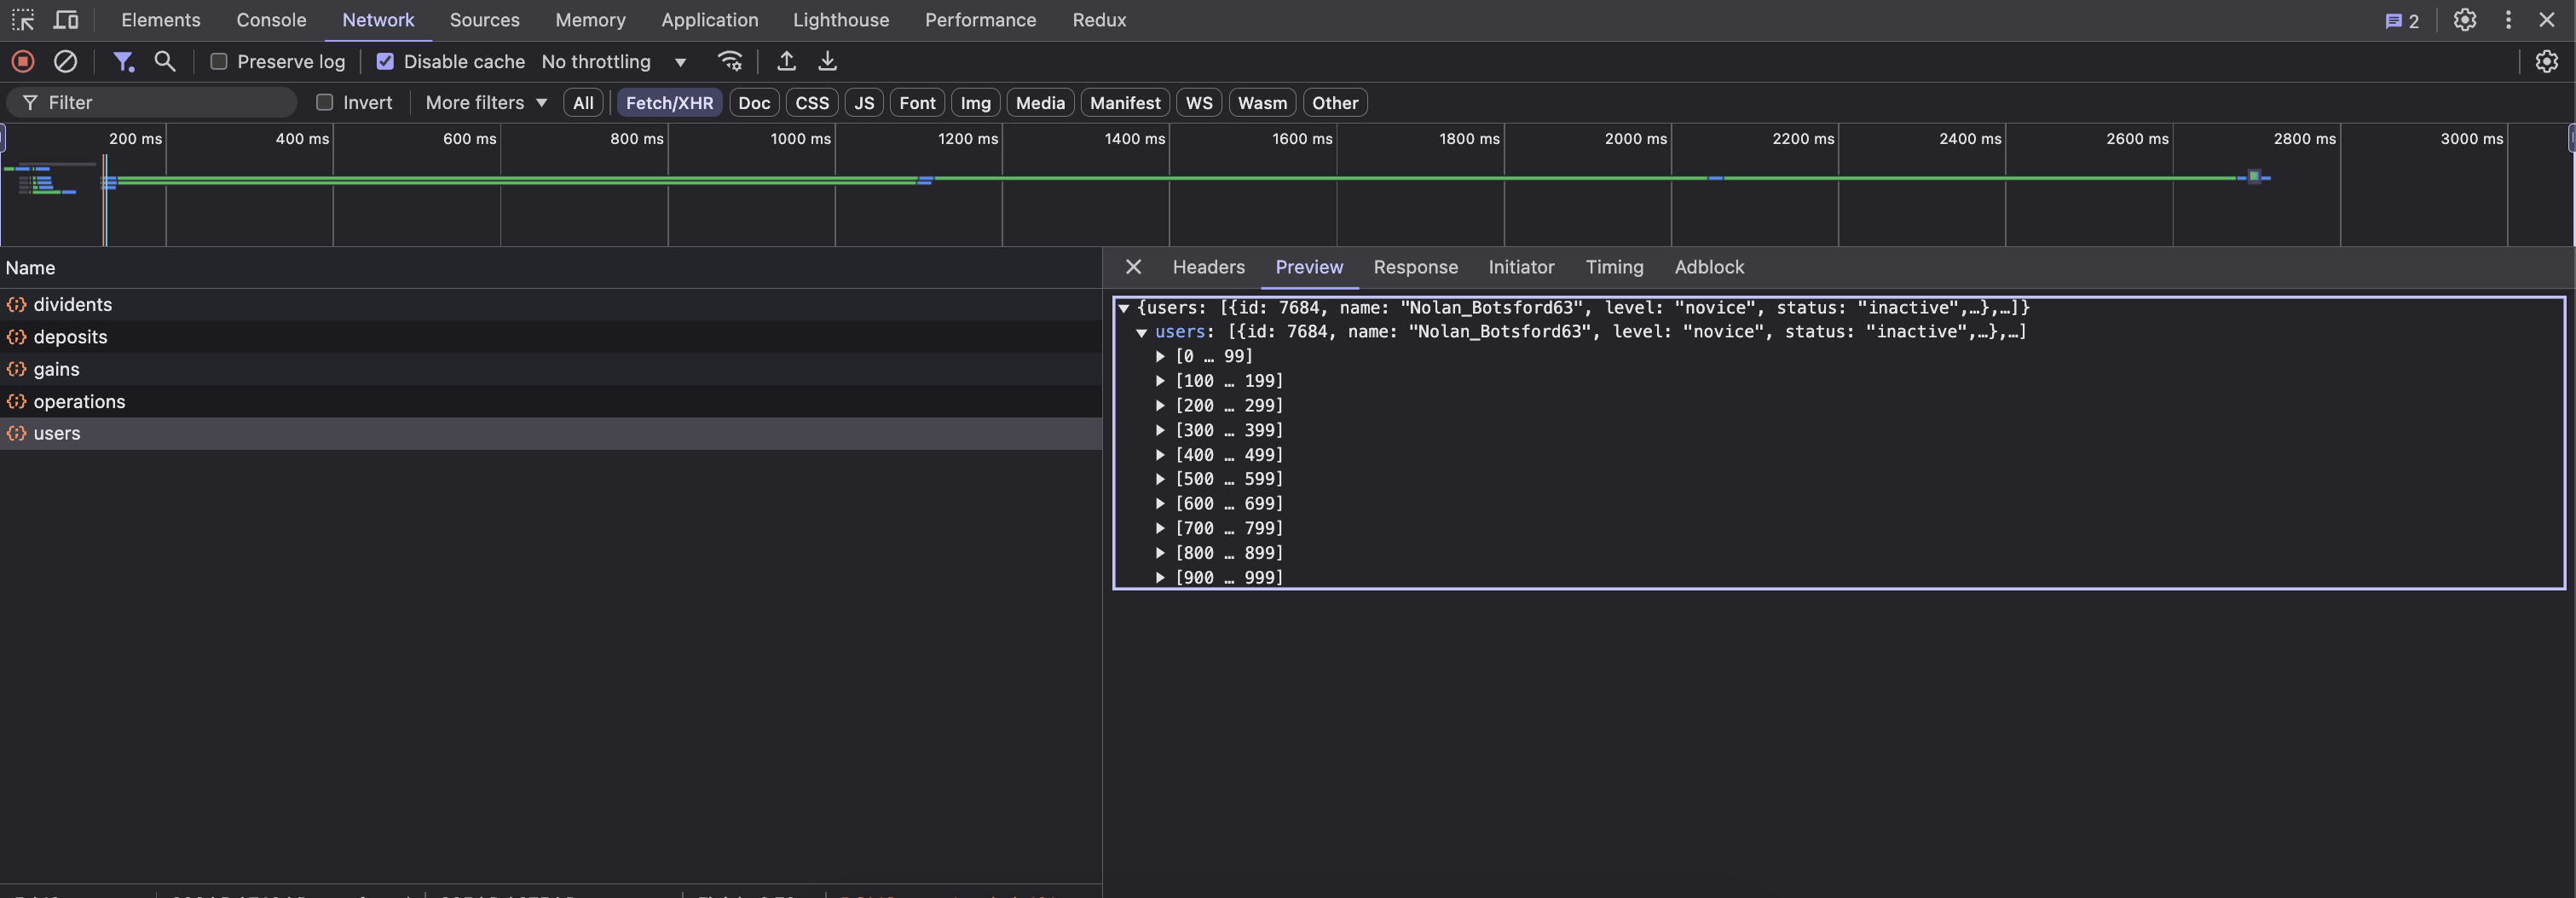 Elements Console Network Sources Memory Application Lighthouse Performance Redux 2
Preserve log Disable cache No throttling
Filter Invert More filters All Fetch/XHR Doc CSS JS Font Img Media Manifest WS Wasm Other
200 ms 400 ms 600 ms 800 ms 1000 ms 1200 ms 1400 ms 1600 ms 1800 ms 2000 ms 2200 ms 2400 ms 2600 ms 2800 ms 3000 ms
Name
dividents
deposits
gains
operations
users
Headers Preview Response Initiator Timing Adblock
{users: [{id: 7684, name: "Nolan_Botsford63", level: "novice", status: "inactive",…},…]}
users: [{id: 7684, name: "Nolan_Botsford63", level: "novice", status: "inactive",…},…]
[0 … 99]
[100 … 199]
[200 … 299]
[300 … 399]
[400 … 499]
[500 … 599]
[600 … 699]
[700 … 799]
[800 … 899]
[900 … 999]